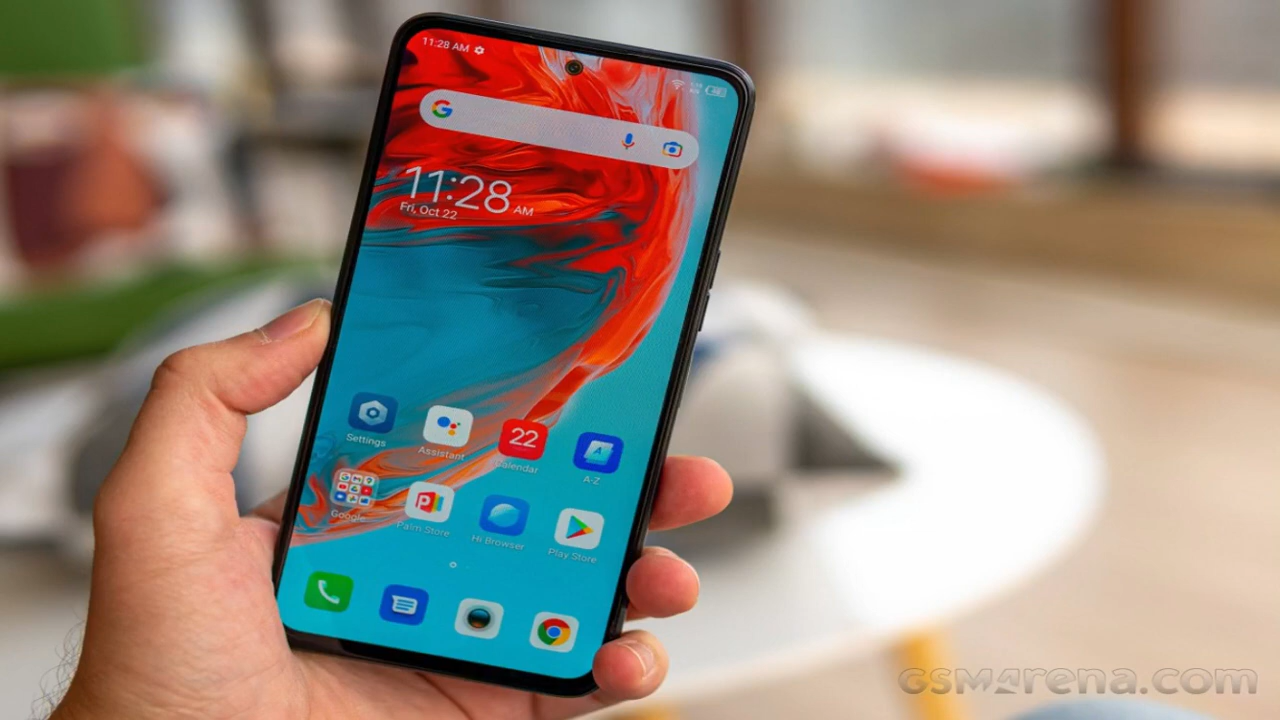 11:28 AM
G
11:28 AM
Fri, Oct 22
22
A
Settings
Assistant
Calendar
A-Z
Google
Palm Store
Hi Browser
Play Store
GSMArena.com